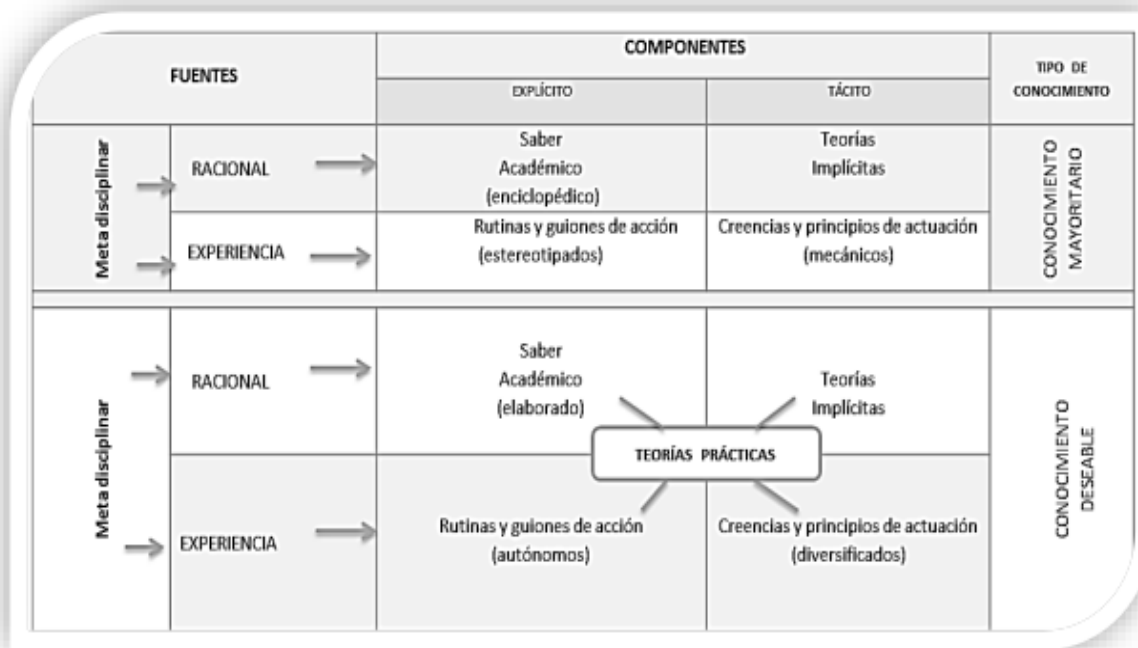 FUENTES
COMPONENTES
TIPO DE
CONOCIMIENTO
EXPLÍCITO
TÁCITO
Meta disciplinar
RACIONAL
Saber
Académico
(enciclopédico)
Teorías
Implícitas
EXPERIENCIA
Rutinas y guiones de acción
(estereotipados)
Creencias y principios de actuación
(mecánicos)
CONOCIMIENTO
MAYORITARIO
Meta disciplinar
RACIONAL
Saber
Académico
(elaborado)
Teorías
Implícitas
TEORÍAS PRÁCTICAS
EXPERIENCIA
Rutinas y guiones de acción
(autónomos)
Creencias y principios de actuación
(diversificados)
CONOCIMIENTO
DESEABLE